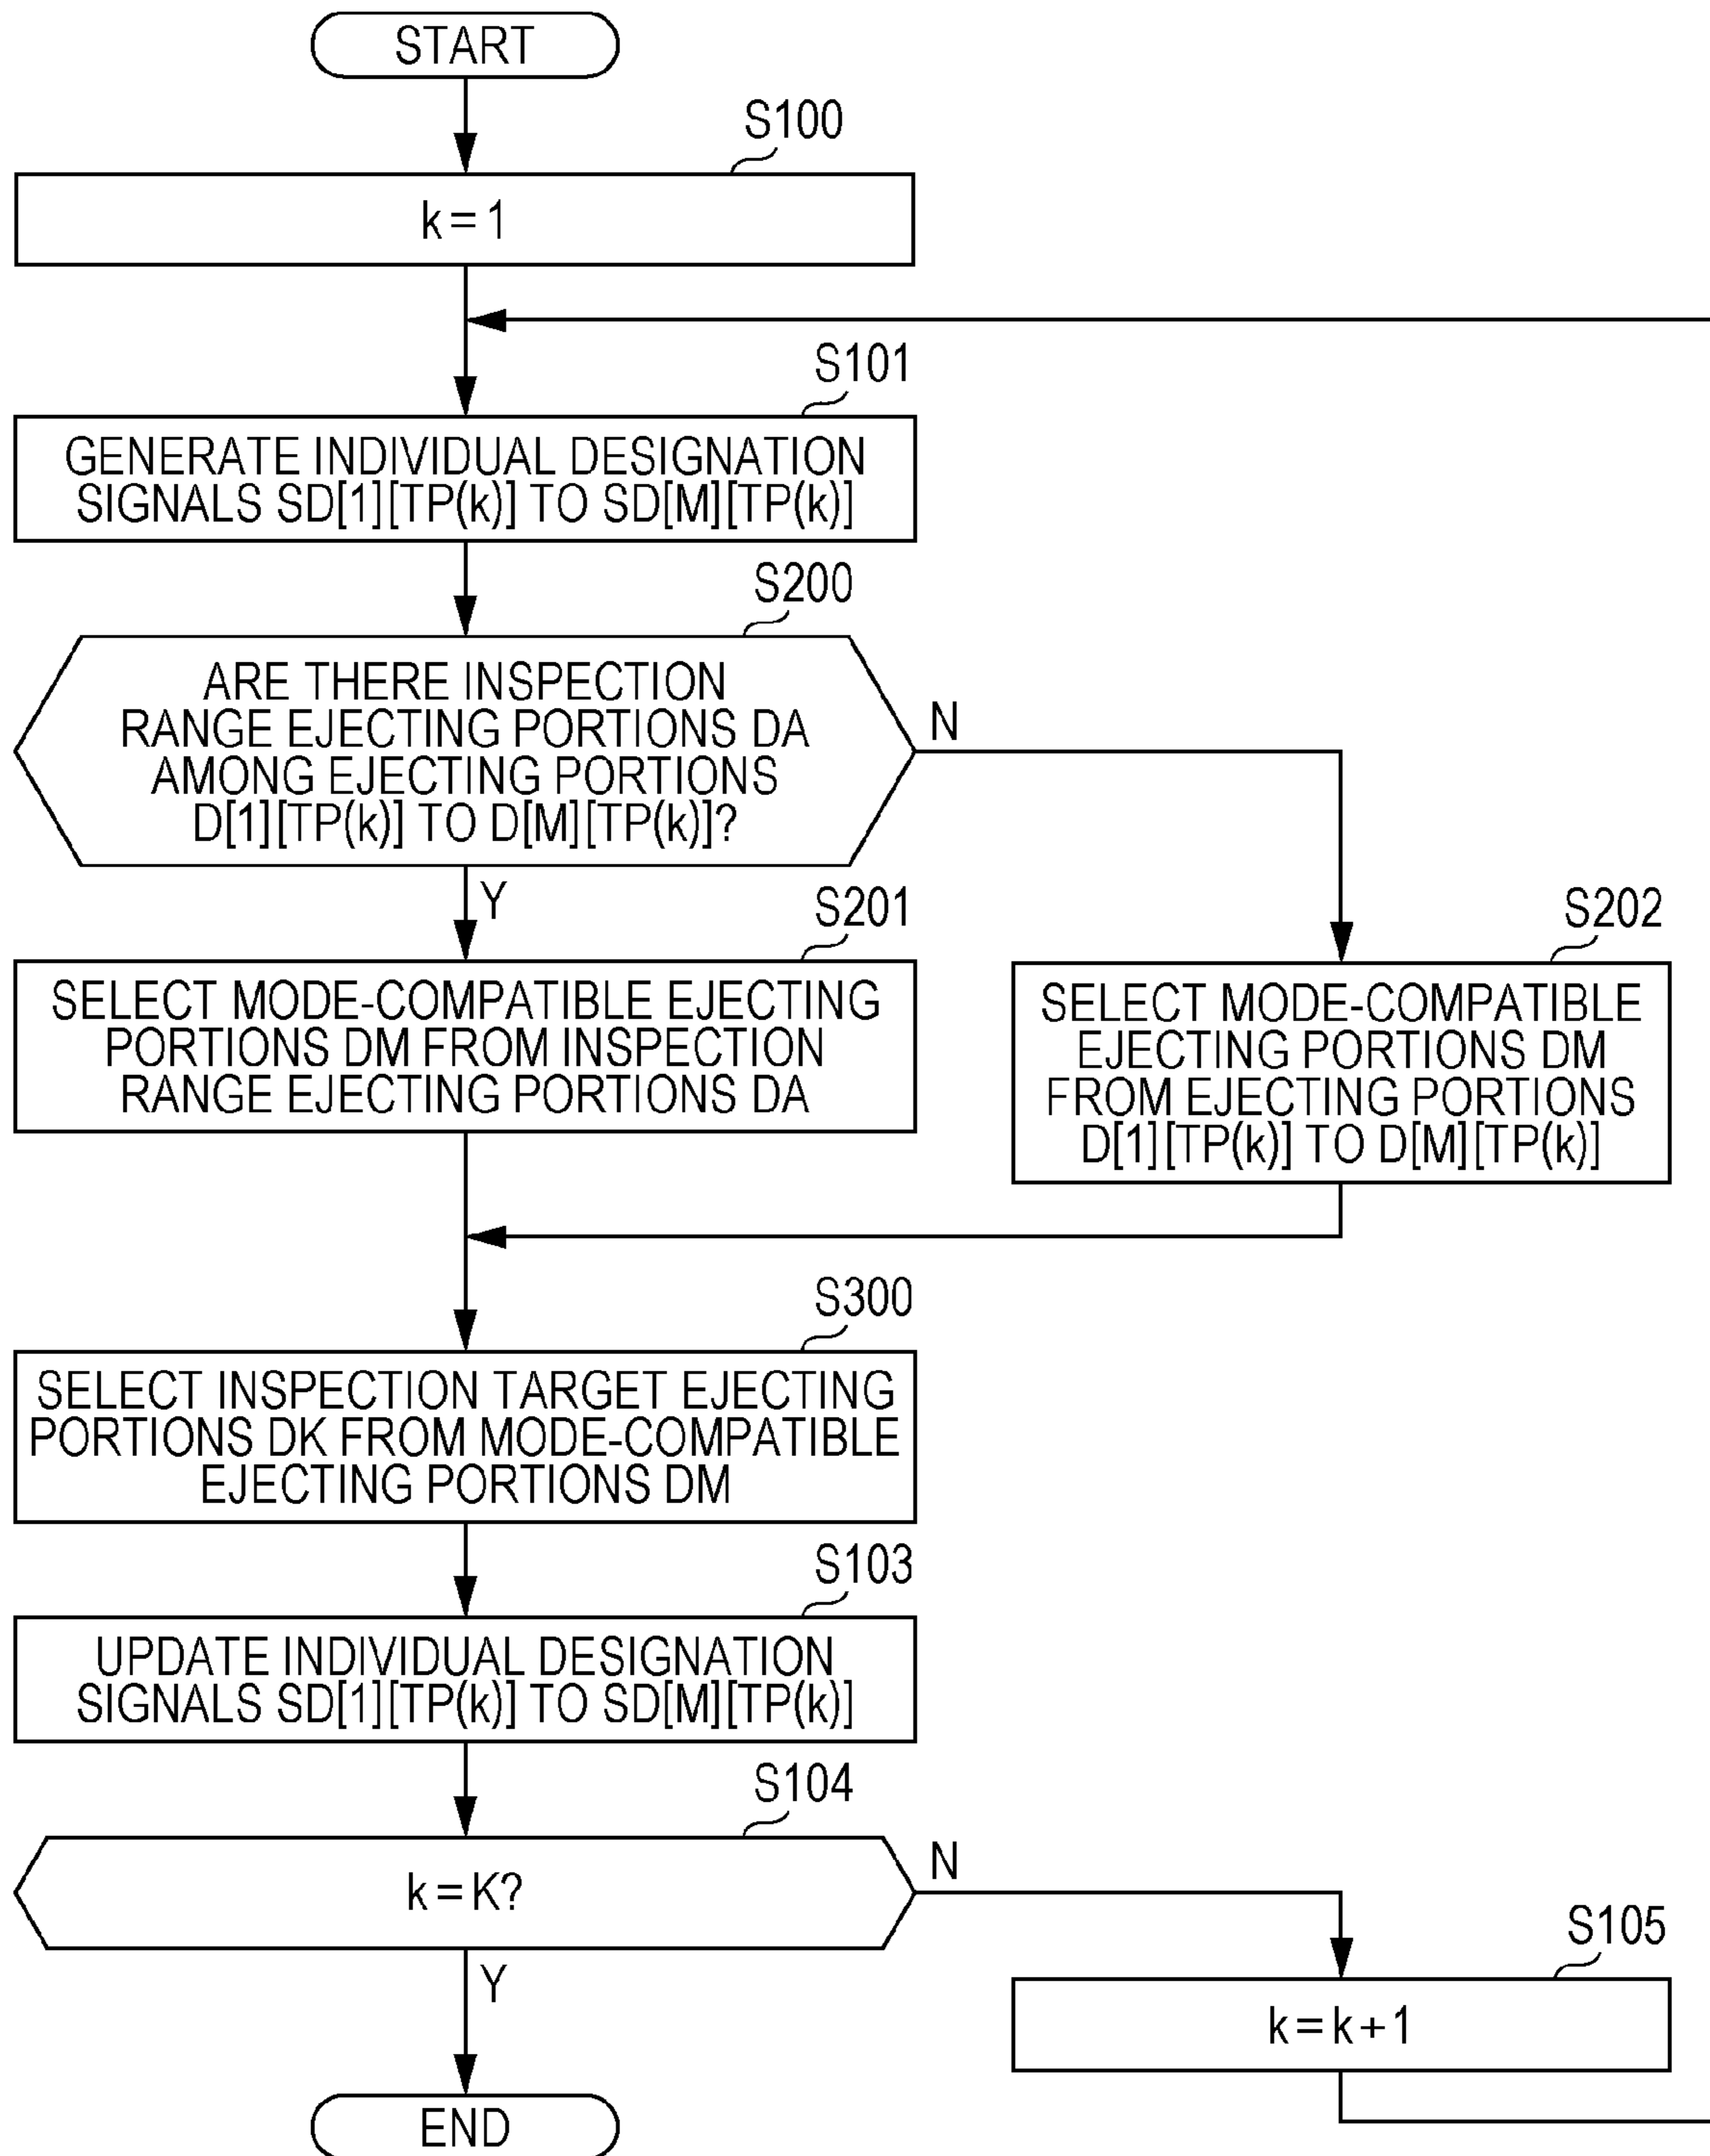 START
S100
k=1
S101
GENERATE INDIVIDUAL DESIGNATION
SIGNALS SD[1][TP(k)] TO SD[M][TP(k)]
S200
ARE THERE INSPECTION
RANGE EJECTING PORTIONS DA
AMONG EJECTING PORTIONS
D[1][TP(k)] TO D[M][TP(k)]?
N
Y
S201
SELECT MODE-COMPATIBLE EJECTING
PORTIONS DM FROM INSPECTION
RANGE EJECTING PORTIONS DA
S202
SELECT MODE-COMPATIBLE
EJECTING PORTIONS DM
FROM EJECTING PORTIONS
D[1][TP(k)] TO D[M][TP(k)]
S300
SELECT INSPECTION TARGET EJECTING
PORTIONS DK FROM MODE-COMPATIBLE
EJECTING PORTIONS DM
S103
UPDATE INDIVIDUAL DESIGNATION
SIGNALS SD[1][TP(k)] TO SD[M][TP(k)]
S104
k=K?
N
Y
S105
k=k+1
END